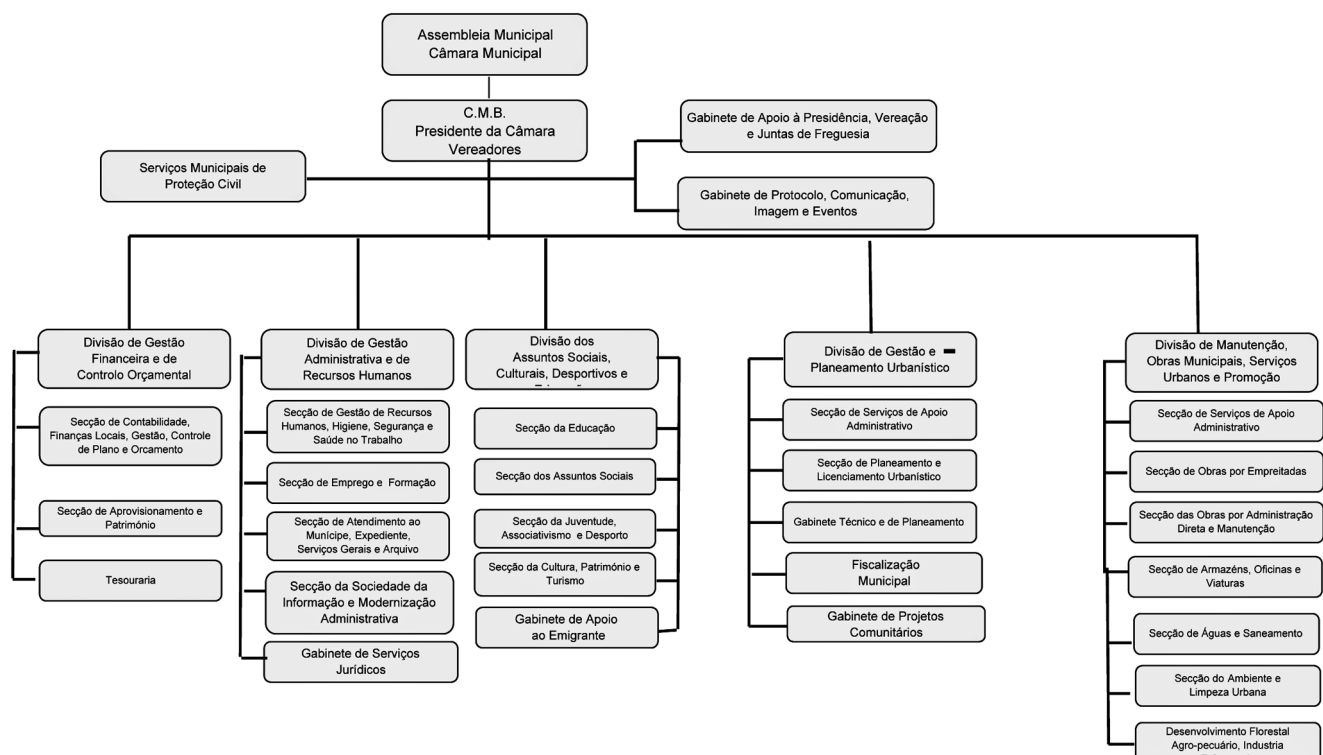 Assembleia Municipal
Câmara Municipal
C.M.B.
Presidente da Câmara
Vereadores
Gabinete de Apoio à Presidência, Vereação
e Juntas de Freguesia
Serviços Municipais de
Proteção Civil
Gabinete de Protocolo, Comunicação,
Imagem e Eventos
Divisão de Gestão
Financeira e de
Controlo Orçamental
Secção de Contabilidade,
Finanças Locais, Gestão, Controle
de Plano e Orcamento
Secção de Aprovisionamento e
Património
Tesouraria
Divisão de Gestão
Administrativa e de
Recursos Humanos
Secção de Gestão de Recursos
Humanos, Higiene, Segurança e
Saúde no Trabalho
Secção de Emprego e Formação
Secção de Atendimento ao
Munícipe, Expediente,
Serviços Gerais e Arquivo
Secção da Sociedade da
Informação e Modernização
Administrativa
Gabinete de Serviços
Jurídicos
Divisão dos
Assuntos Sociais,
Culturais, Desportivos e
Secção da Educação
Secção dos Assuntos Sociais
Secção da Juventude,
Associativismo e Desporto
Secção da Cultura, Património e
Turismo
Gabinete de Apoio
ao Emigrante
Divisão de Gestão e
Planeamento Urbanístico
Secção de Serviços de Apoio
Administrativo
Secção de Planeamento e
Licenciamento Urbanístico
Gabinete Técnico e de Planeamento
Fiscalização
Municipal
Gabinete de Projetos
Comunitários
Divisão de Manutenção,
Obras Municipais, Serviços
Urbanos e Promoção
Secção de Serviços de Apoio
Administrativo
Secção de Obras por Empreitadas
Secção das Obras por Administração
Direta e Manutenção
Secção de Armazéns, Oficinas e
Viaturas
Secção de Águas e Saneamento
Secção do Ambiente e
Limpeza Urbana
Desenvolvimento Florestal
Agro-pecuário, Industria